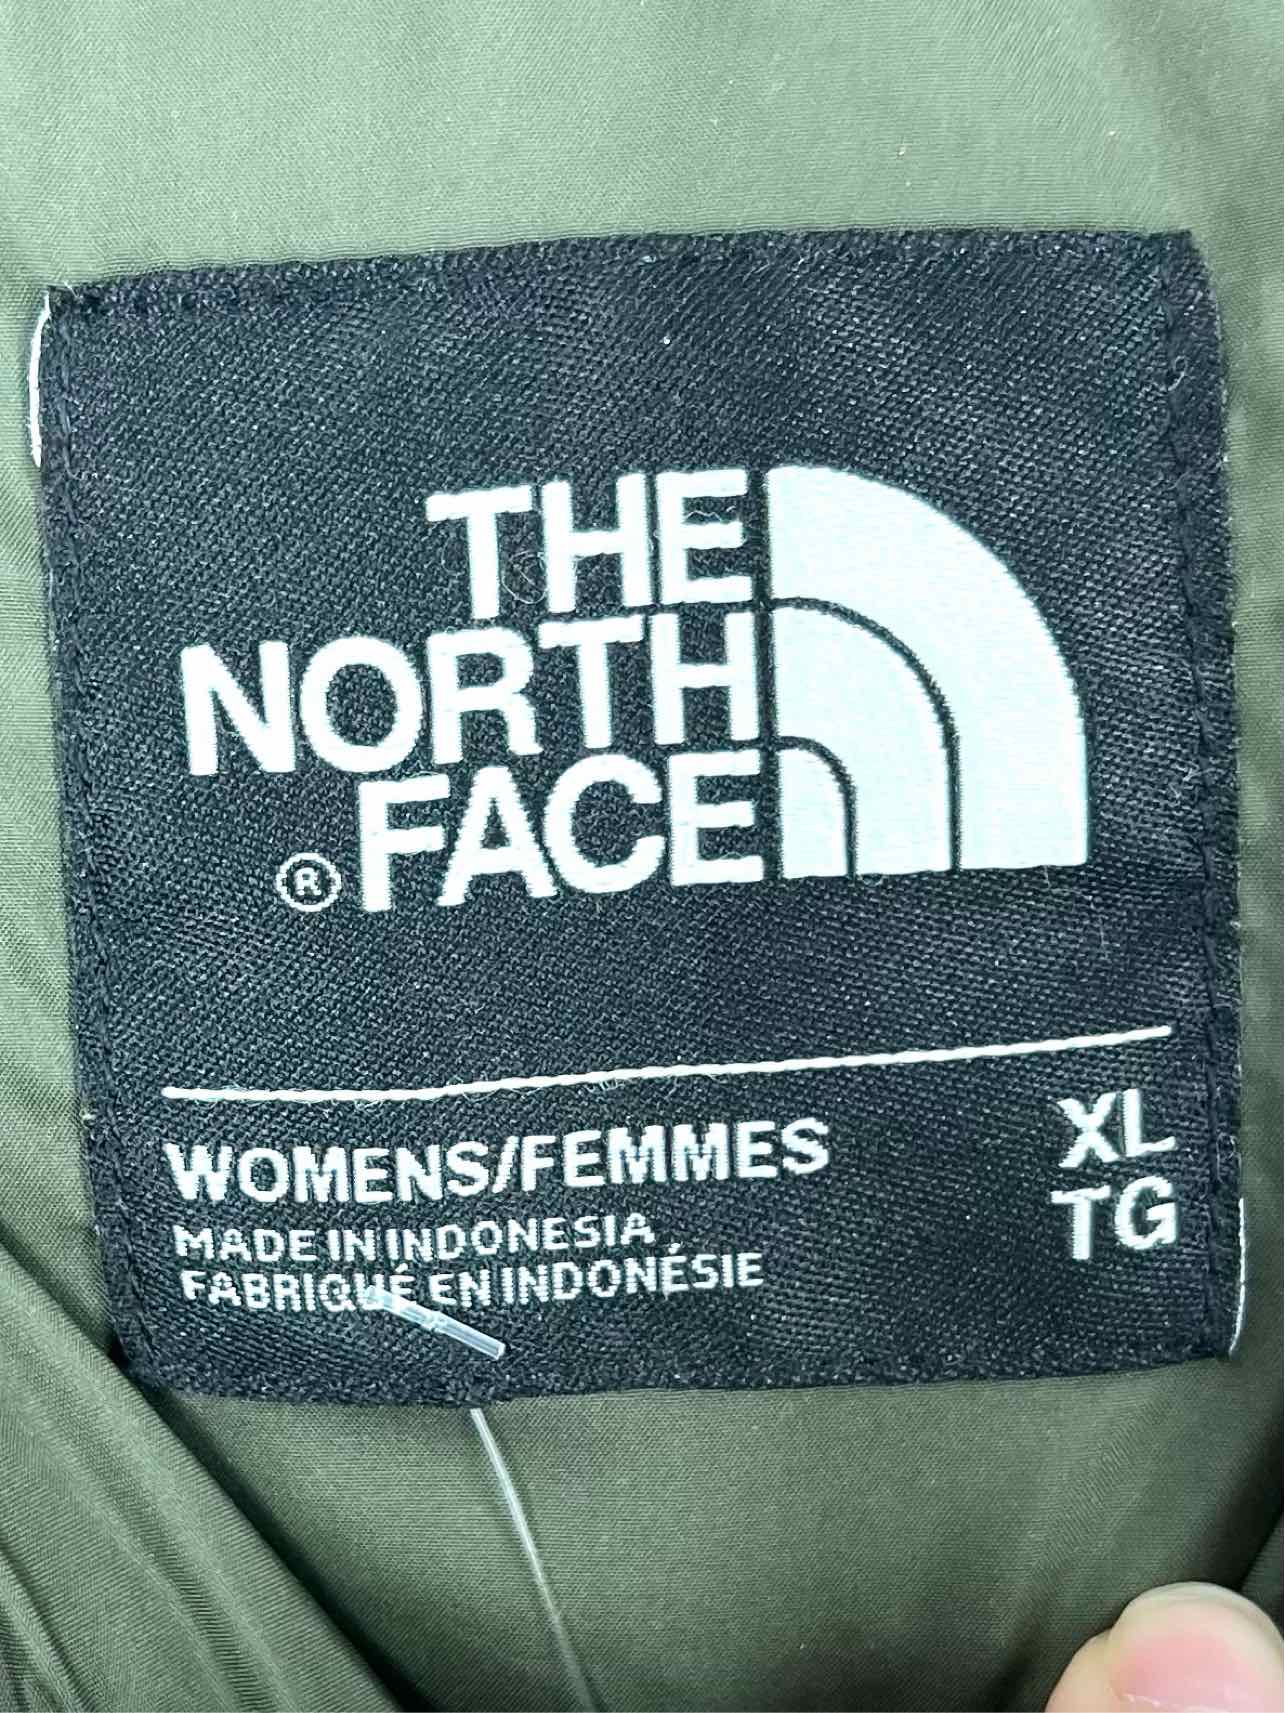 THE
NORTH
® FACE
WOMENS/FEMMES
MADE IN INDONESIA
FABRIQUÉ EN INDONÉSIE
XL
TG